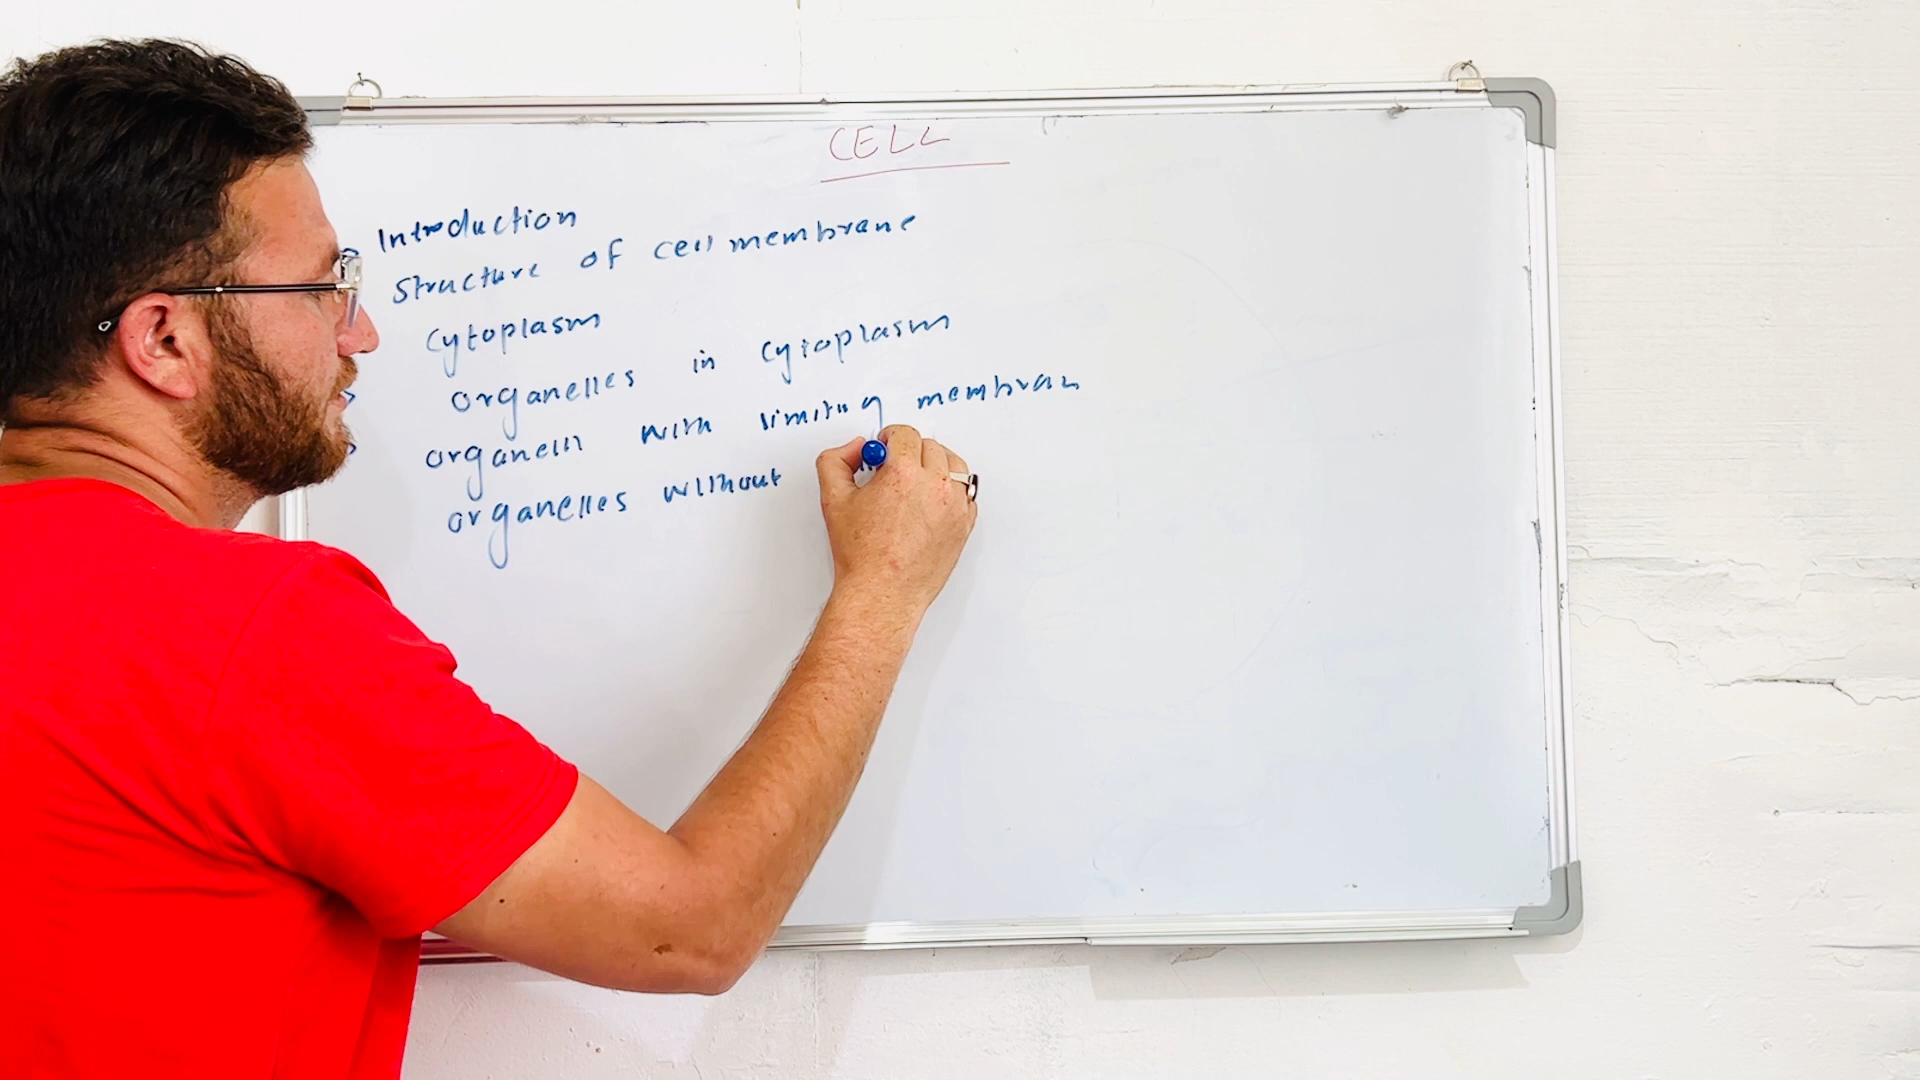 CELL
Introduction
Structure of cell membrane
Cytoplasm
organelles in cytoplasm
organelles with limiting membran
organelles without